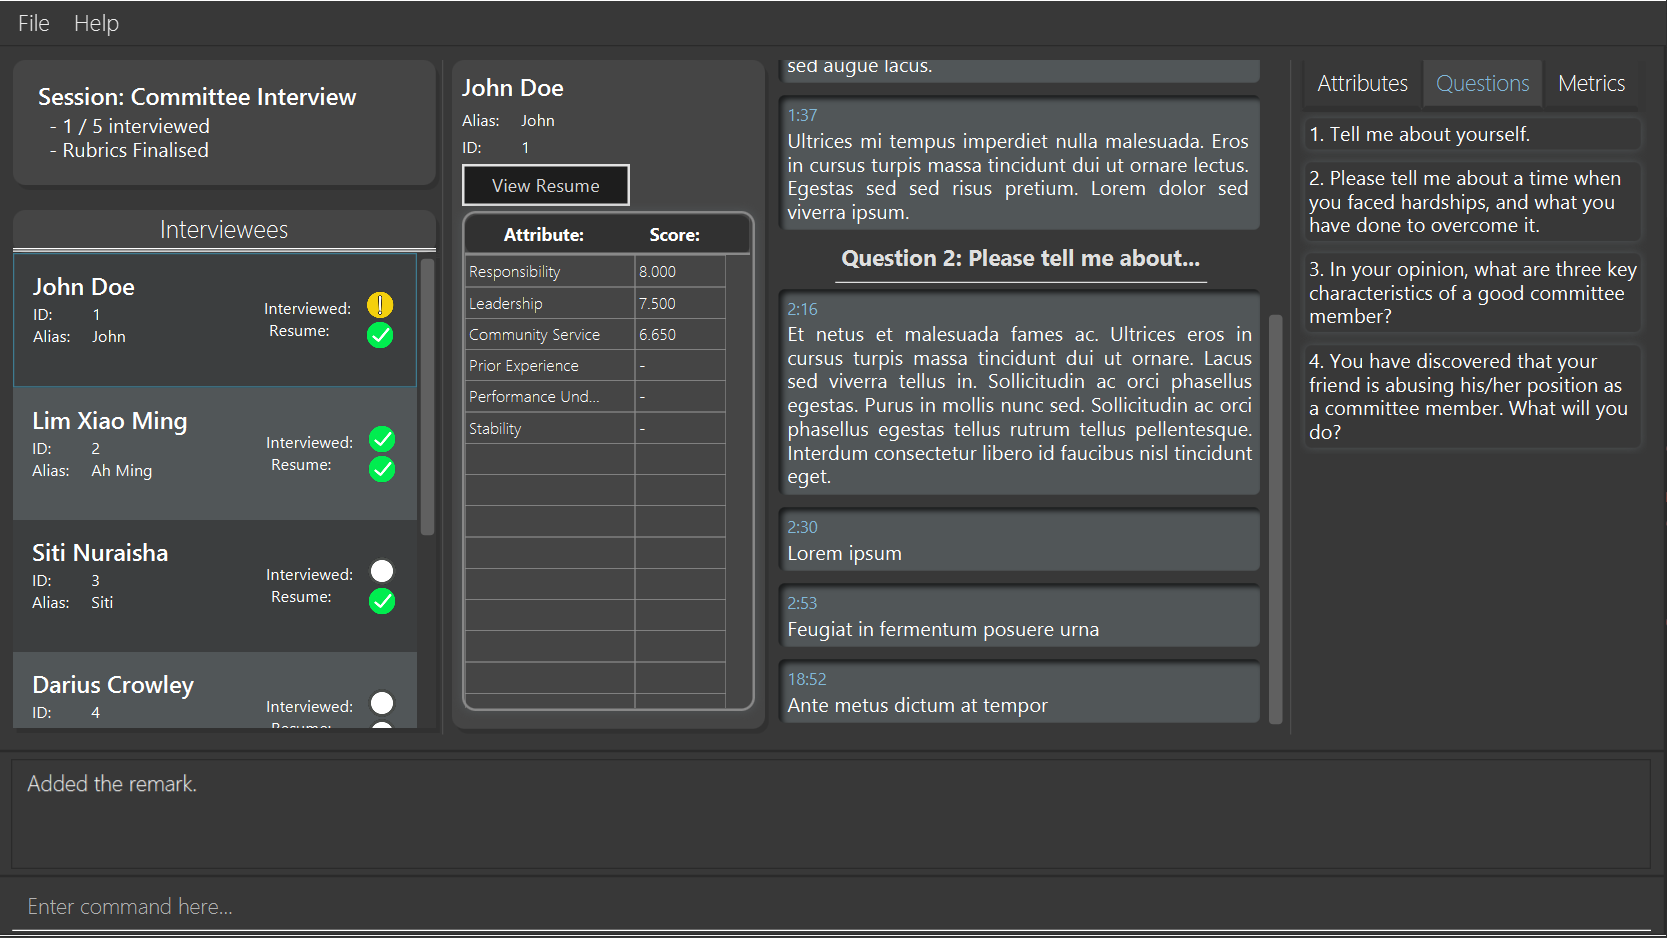 File Help
Session: Committee Interview
- 1 / 5 interviewed
- Rubrics Finalised
Interviewees
John Doe
ID: 1
Alias: John
Interviewed:
Resume:
Lim Xiao Ming
ID: 2
Alias: Ah Ming
Interviewed:
Resume:
Siti Nuraisha
ID: 3
Alias: Siti
Interviewed:
Resume:
Darius Crowley
ID: 4
Interviewed:
Resume:
John Doe
Alias: John
ID: 1
View Resume
Attribute: Score:
Responsibility 8.000
Leadership 7.500
Community Service 6.650
Prior Experience -
Performance Und... -
Stability -
sed augue lacus.
1:37
Ultrices mi tempus imperdiet nulla malesuada. Eros
in cursus turpis massa tincidunt dui ut ornare lectus.
Egestas sed sed risus pretium. Lorem dolor sed
viverra ipsum.
Question 2: Please tell me about...
2:16
Et netus et malesuada fames ac. Ultrices eros in
cursus turpis massa tincidunt dui ut ornare. Lacus
sed viverra tellus in. Sollicitudin ac orci phasellus
egestas. Purus in mollis nunc sed. Sollicitudin ac orci
phasellus egestas tellus rutrum tellus pellentesque.
Interdum consectetur libero id faucibus nisl tincidunt
eget.
2:30
Lorem ipsum
2:53
Feugiat in fermentum posuere urna
18:52
Ante metus dictum at tempor
Attributes Questions Metrics
1. Tell me about yourself.
2. Please tell me about a time when
you faced hardships, and what you
have done to overcome it.
3. In your opinion, what are three key
characteristics of a good committee
member?
4. You have discovered that your
friend is abusing his/her position as
a committee member. What will you
do?
Added the remark.
Enter command here...